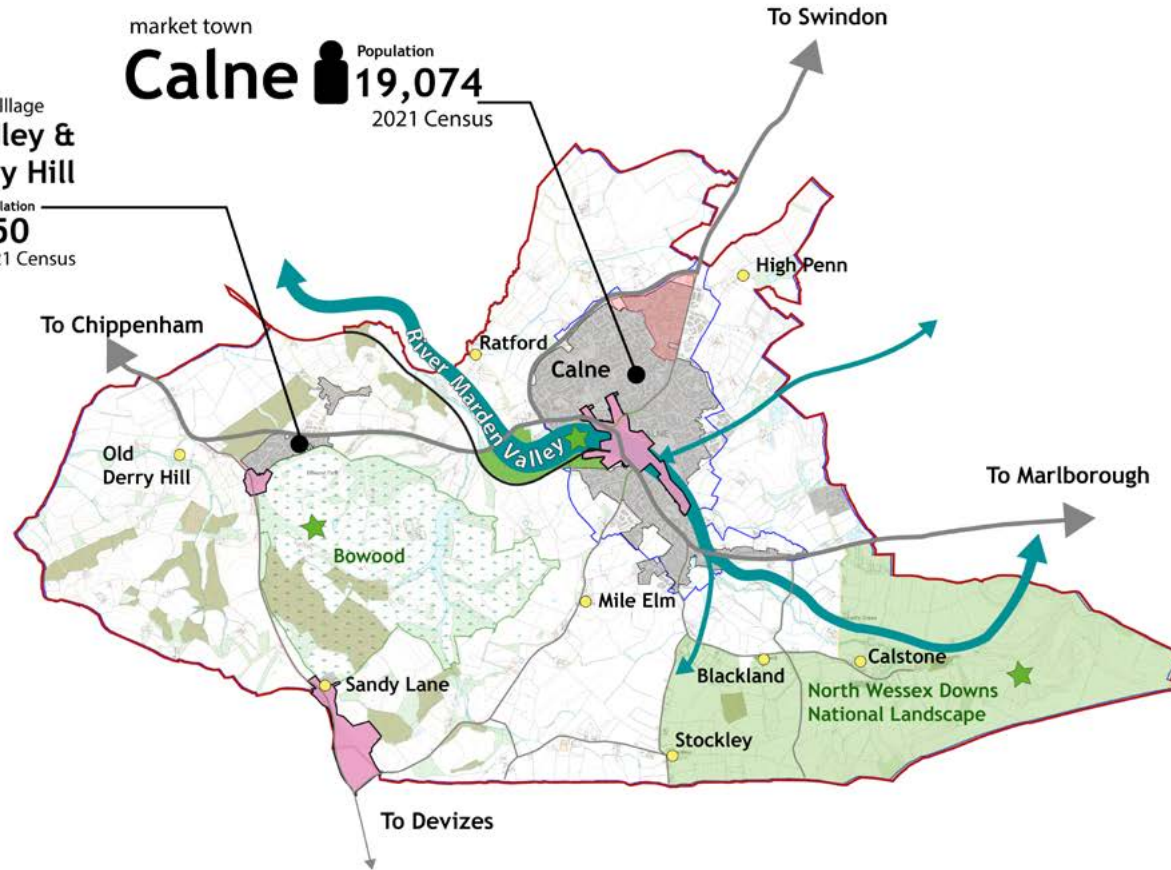 To Swindon
market town
Calne
Population
19,074
2021 Census
lllage
ley &
y Hill
lation
50
21 Census
High Penn
To Chippenham
Ratford
River Marden Valley
Calne
Old
Derry Hill
To Marlborough
Bowood
Mile Elm
Blackland
Calstone
Sandy Lane
North Wessex Downs
National Landscape
Stockley
To Devizes